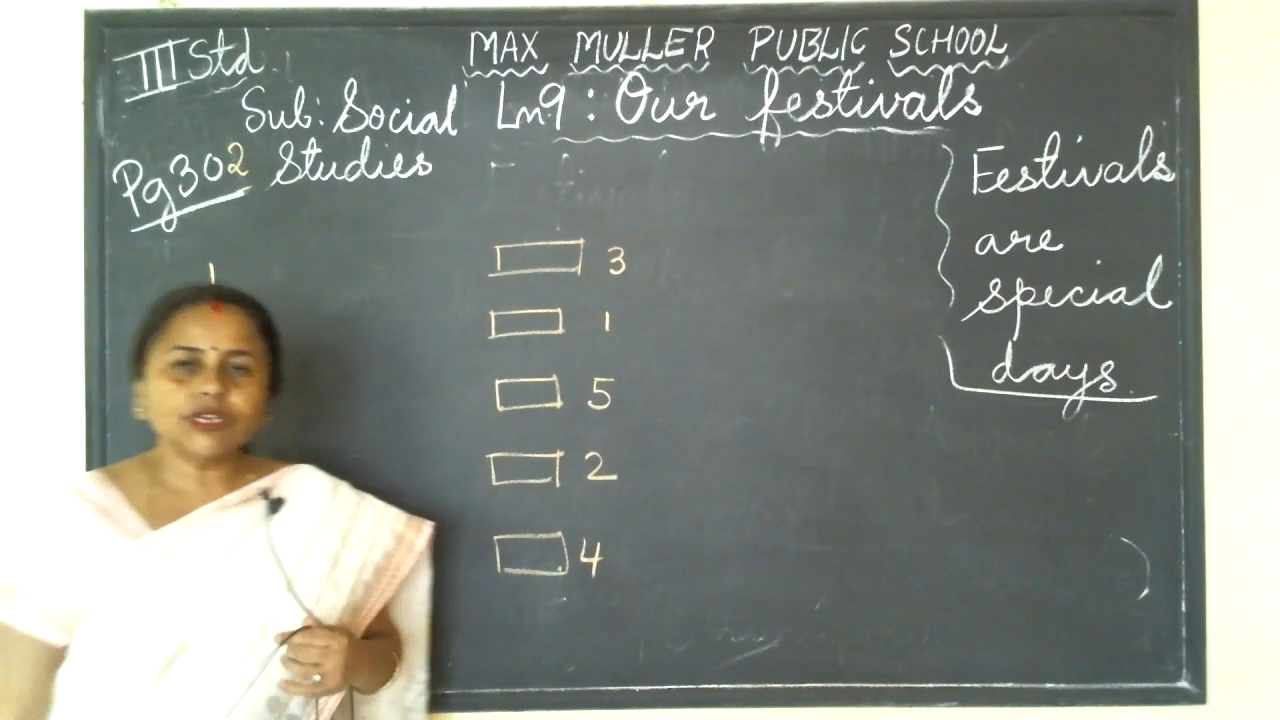 III Std
MAX MULLER PUBLIC SCHOOL
Sub: Social
Studies
Ln9: Our festivals
Pg302
3
1
5
2
4
Festivals
are
special
days